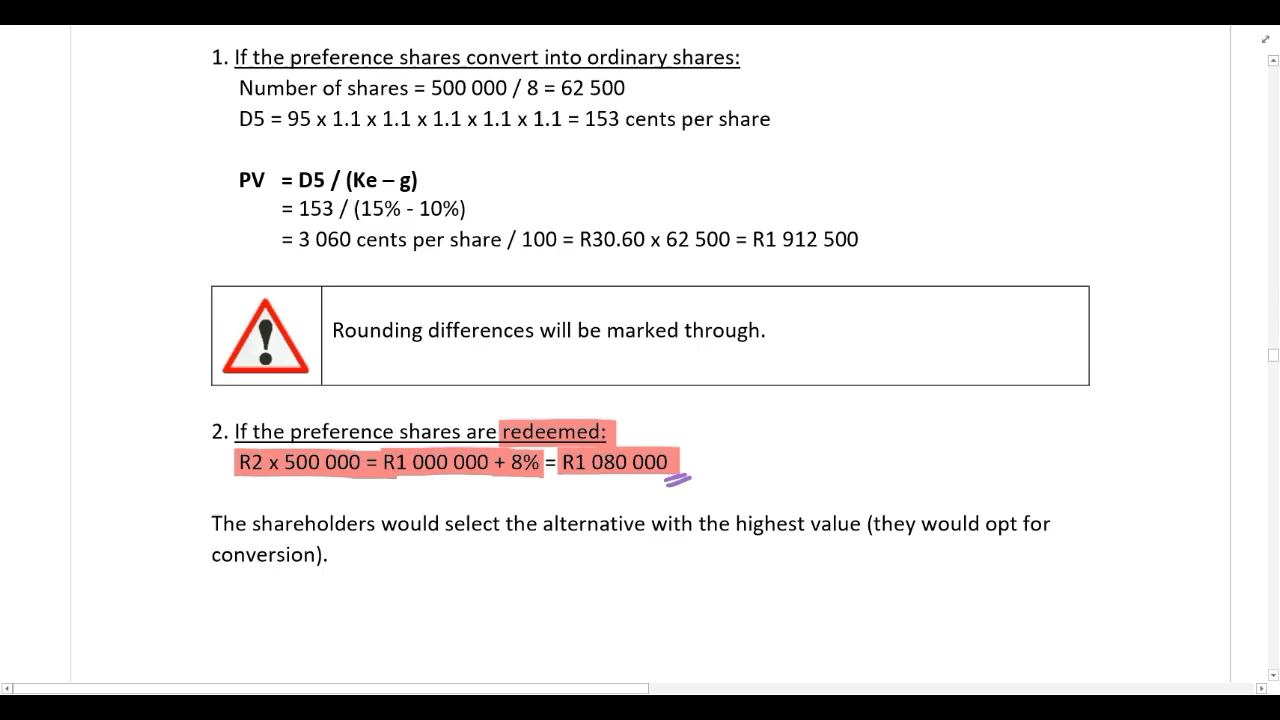 1. If the preference shares convert into ordinary shares:
Number of shares = 500 000 / 8 = 62 500
D5 = 95 x 1.1 x 1.1 x 1.1 x 1.1 x 1.1 = 153 cents per share
PV = D5 / (Ke – g)
= 153 / (15% - 10%)
= 3 060 cents per share / 100 = R30.60 x 62 500 = R1 912 500
Rounding differences will be marked through.
2. If the preference shares are redeemed:
R2 x 500 000 = R1 000 000 + 8% = R1 080 000
The shareholders would select the alternative with the highest value (they would opt for
conversion).